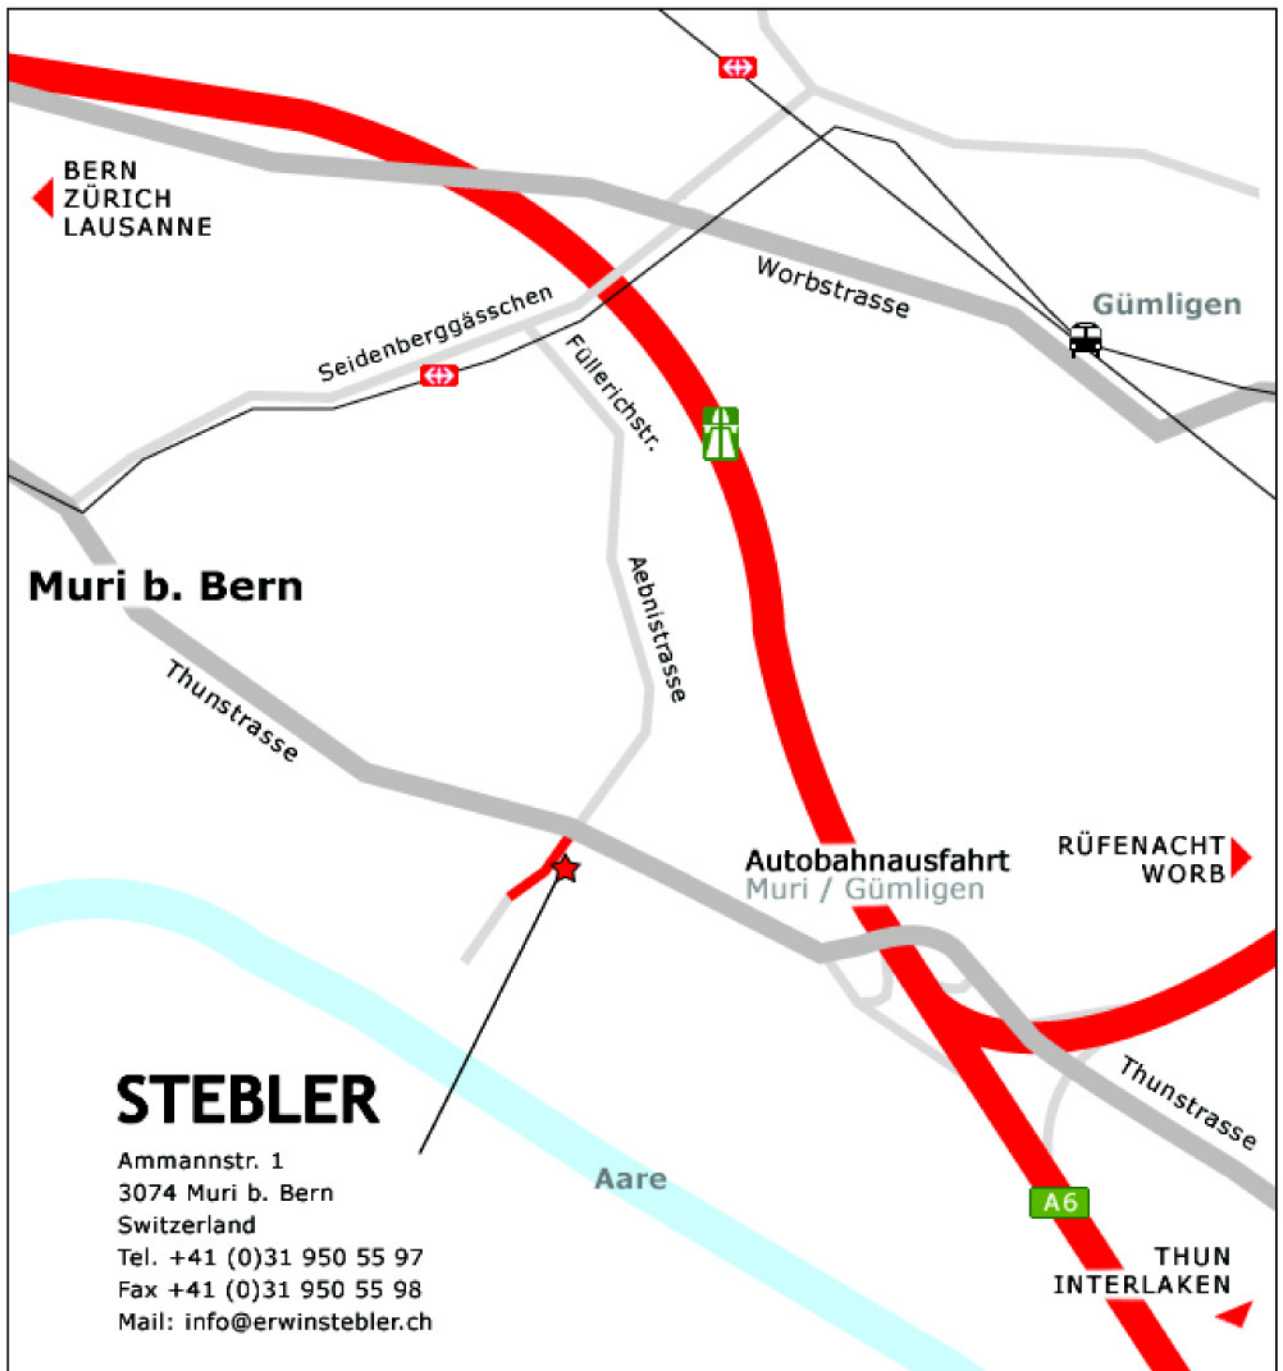 BERN
ZÜRICH
LAUSANNE
Seidenberggässchen
Worbstrasse
Gümligen
Füllerichstr.
Muri b. Bern
Aebnistrasse
Thunstrasse
Autobahnausfahrt
Muri / Gümligen
RÜFENACHT
WORB
Thunstrasse
STEBLER
Ammannstr. 1
3074 Muri b. Bern
Switzerland
Tel. +41 (0)31 950 55 97
Fax +41 (0)31 950 55 98
Mail: info@erwinstebler.ch
Aare
A6
THUN
INTERLAKEN